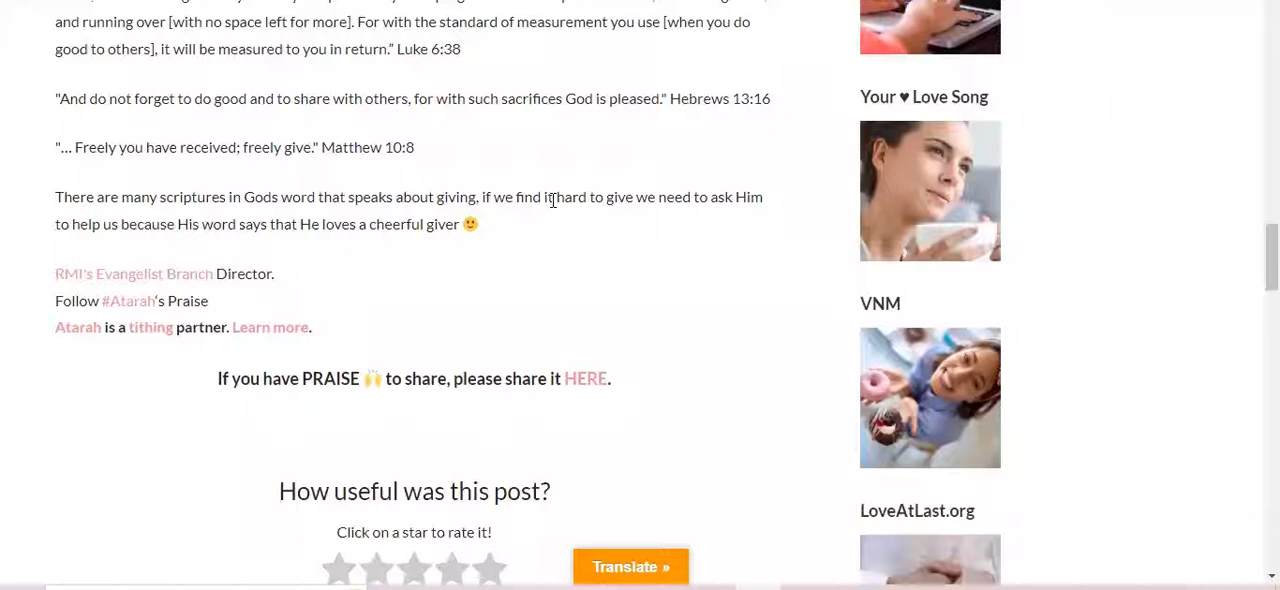 and running over [with no space left for more]. For with the standard of measurement you use [when you do
good to others], it will be measured to you in return." Luke 6:38
"And do not forget to do good and to share with others, for with such sacrifices God is pleased." Hebrews 13:16
"… Freely you have received; freely give." Matthew 10:8
There are many scriptures in Gods word that speaks about giving, if we find it hard to give we need to ask Him
to help us because His word says that He loves a cheerful giver 🙂
RMI's Evangelist Branch Director.
Follow #Atarah's Praise
Atarah is a tithing partner. Learn more.
If you have PRAISE 🙌 to share, please share it HERE.
How useful was this post?
Click on a star to rate it!
Translate »
Your ♥ Love Song
VNM
LoveAtLast.org